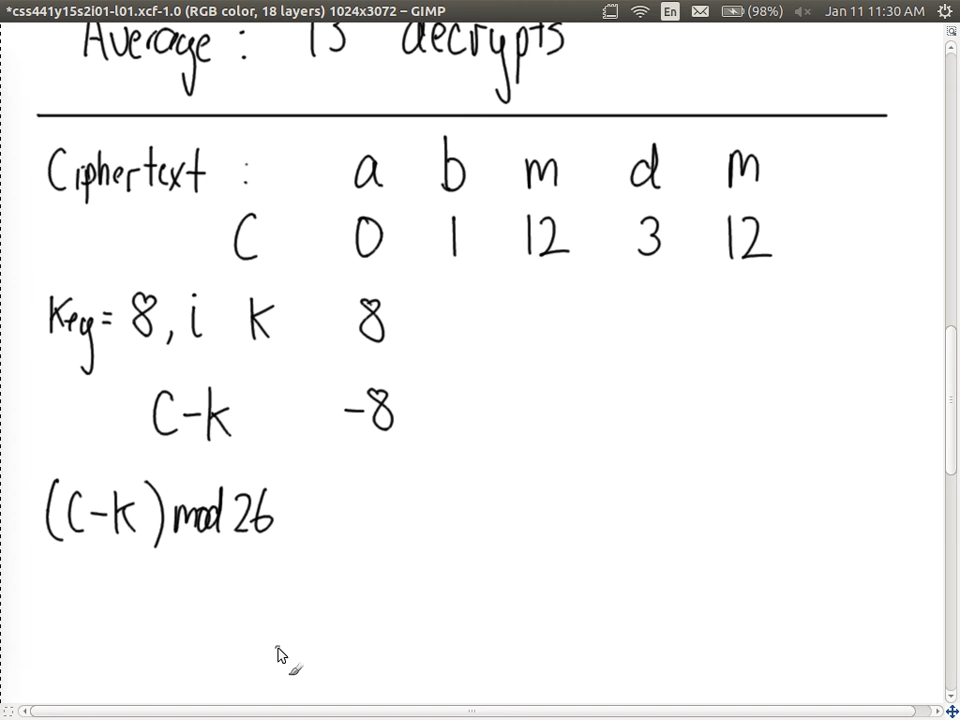 *css441y15s2i01-l01.xcf-1.0 (RGB color, 18 layers) 1024x3072 – GIMP En (98%) Jan 11 11:30 AM
Average : 13 decrypts
Ciphertext : a b m d m
C 0 1 12 3 12
Key = 8, i k 8
C-k -8
(C-k) mod 26